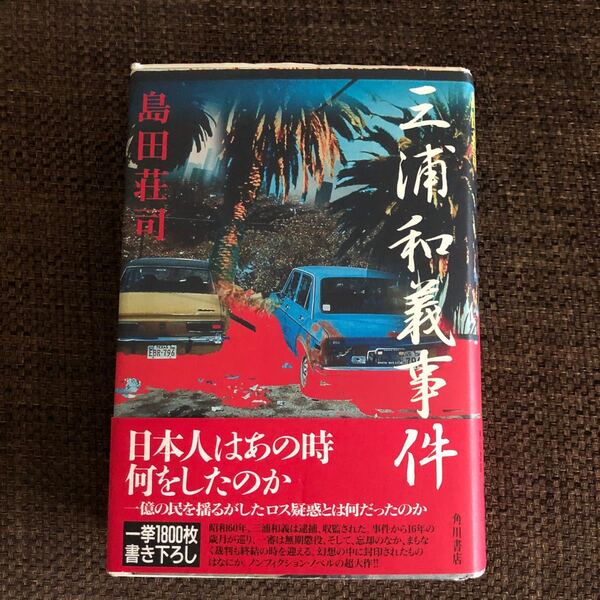 三浦和義事件
島田荘司
EBR-796
日本人はあの時
何をしたのか
一億の民を揺るがしたロス疑惑とは何だったのか
一挙1800枚
書き下ろし
昭和60年、三浦和義は逮捕、収監された。事件から16年の
歳月が巡り、一審は無期懲役、そして、忘却のなか、まもな
く裁判も終結の時を迎える。幻想の中に封印されたもの
はなにか。ノンフィクション・ノベルの超大作!!
角川書店